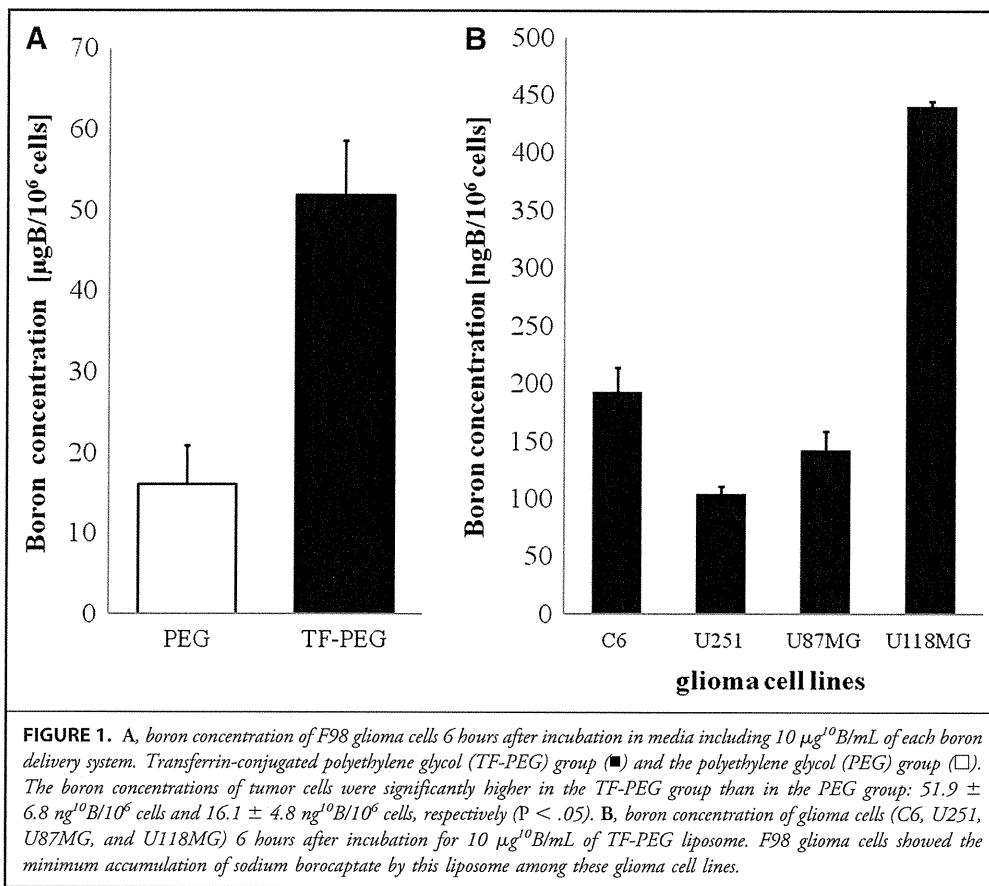 A
70
60
50
40
30
20
10
0
Boron concentration [µgB/10⁶ cells]
PEG TF-PEG
B
500
450
400
350
300
250
200
150
100
50
0
Boron concentration [ngB/10⁶ cells]
C6 U251 U87MG U118MG
glioma cell lines
FIGURE 1. A, boron concentration of F98 glioma cells 6 hours after incubation in media including 10 µg¹⁰B/mL of each boron
delivery system. Transferrin-conjugated polyethylene glycol (TF-PEG) group (■) and the polyethylene glycol (PEG) group (□).
The boron concentrations of tumor cells were significantly higher in the TF-PEG group than in the PEG group: 51.9 ±
6.8 ng¹⁰B/10⁶ cells and 16.1 ± 4.8 ng¹⁰B/10⁶ cells, respectively (P < .05). B, boron concentration of glioma cells (C6, U251,
U87MG, and U118MG) 6 hours after incubation for 10 µg¹⁰B/mL of TF-PEG liposome. F98 glioma cells showed the
minimum accumulation of sodium borocaptate by this liposome among these glioma cell lines.